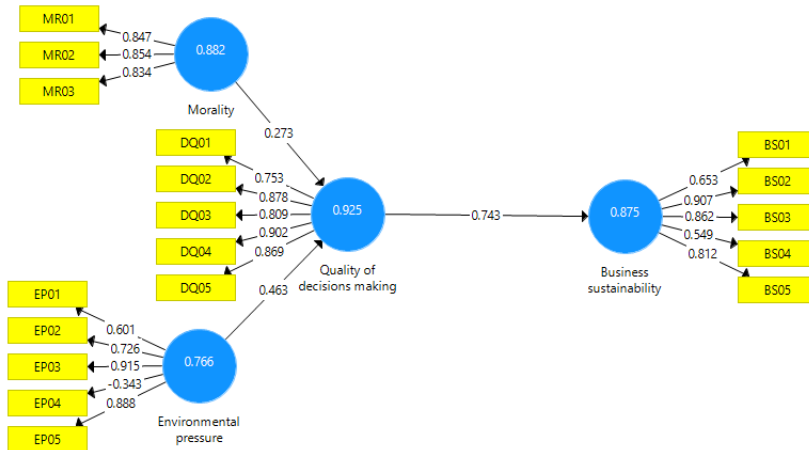 MR01
MR02
MR03
0.847
0.854
0.834
0.882
Morality
0.273
DQ01
DQ02
DQ03
DQ04
DQ05
0.753
0.878
0.809
0.902
0.869
0.925
Quality of
decisions making
0.743
0.463
EP01
EP02
EP03
EP04
EP05
0.601
0.726
0.915
-0.343
0.888
0.766
Environmental
pressure
0.875
Business
sustainability
0.653
0.907
0.862
0.549
0.812
BS01
BS02
BS03
BS04
BS05